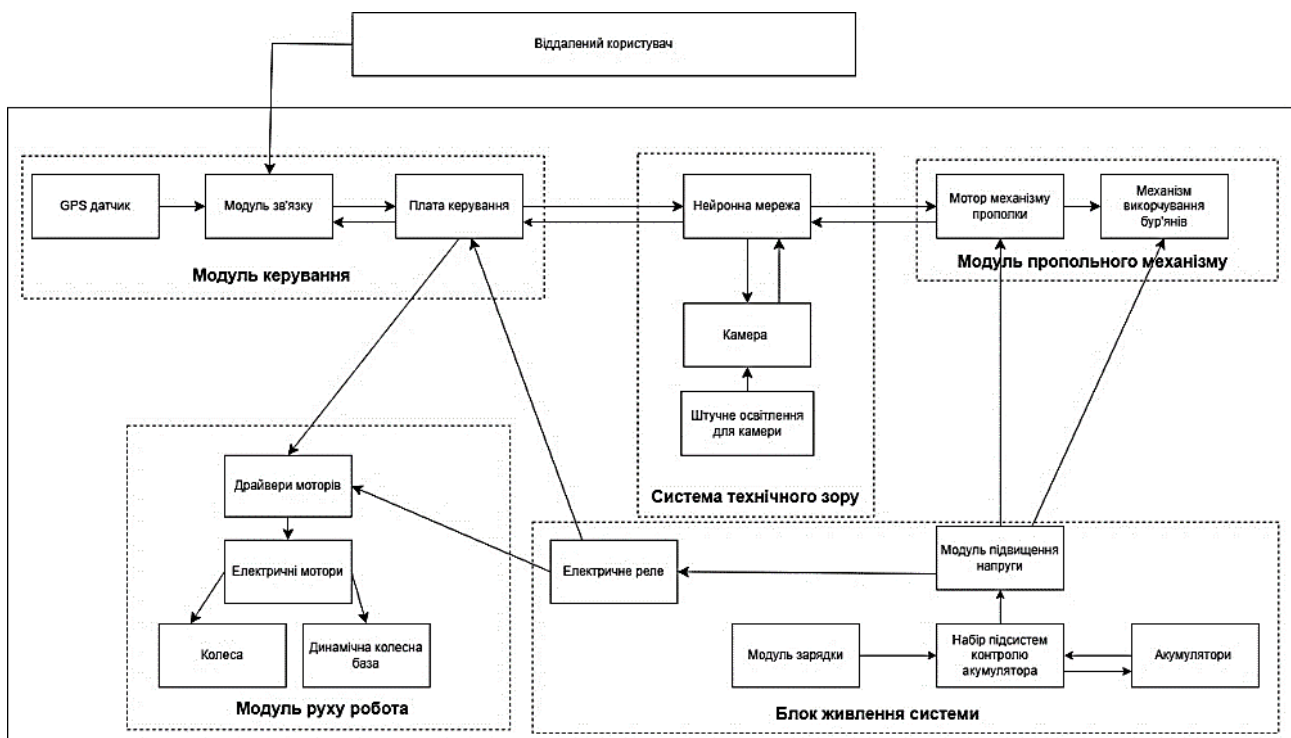 Віддалений користувач
GPS датчик
Модуль зв'язку
Плата керування
Модуль керування
Нейронна мережа
Камера
Штучне освітлення
для камери
Система технічного зору
Мотор механізму
прополки
Механізм
викорчування
бур'янів
Модуль пропольного механізму
Драйвери моторів
Електричні мотори
Колеса
Динамічна колесна
база
Модуль руху робота
Електричне реле
Модуль підвищення
напруги
Модуль зарядки
Набір підсистем
контролю
акумулятора
Акумулятори
Блок живлення системи